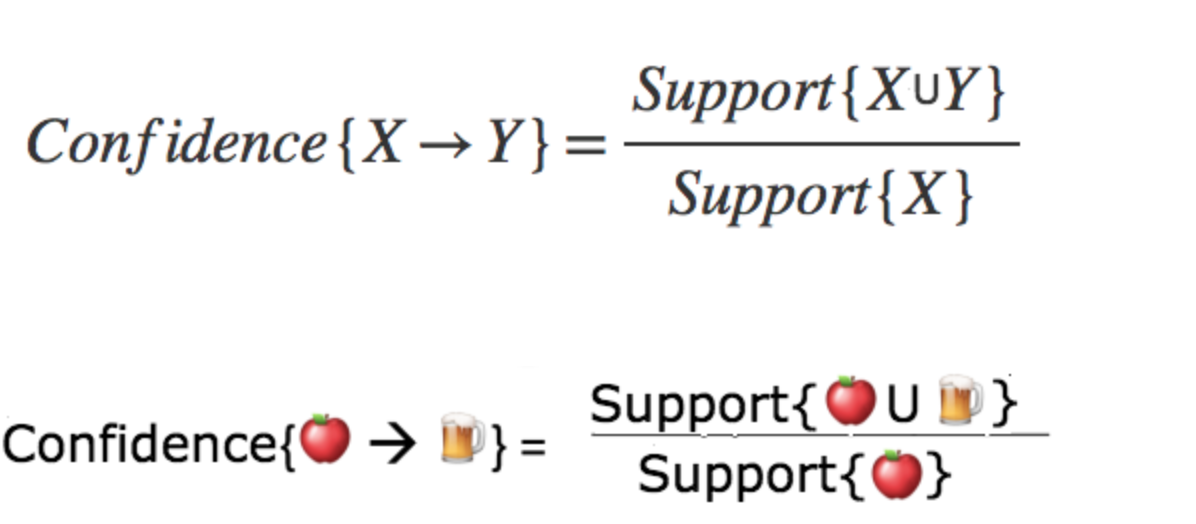 Confidence{X → Y} = Support{X∪Y} / Support{X}
Confidence{🍎 → 🍺} = Support{🍎 U 🍺} / Support{🍎}